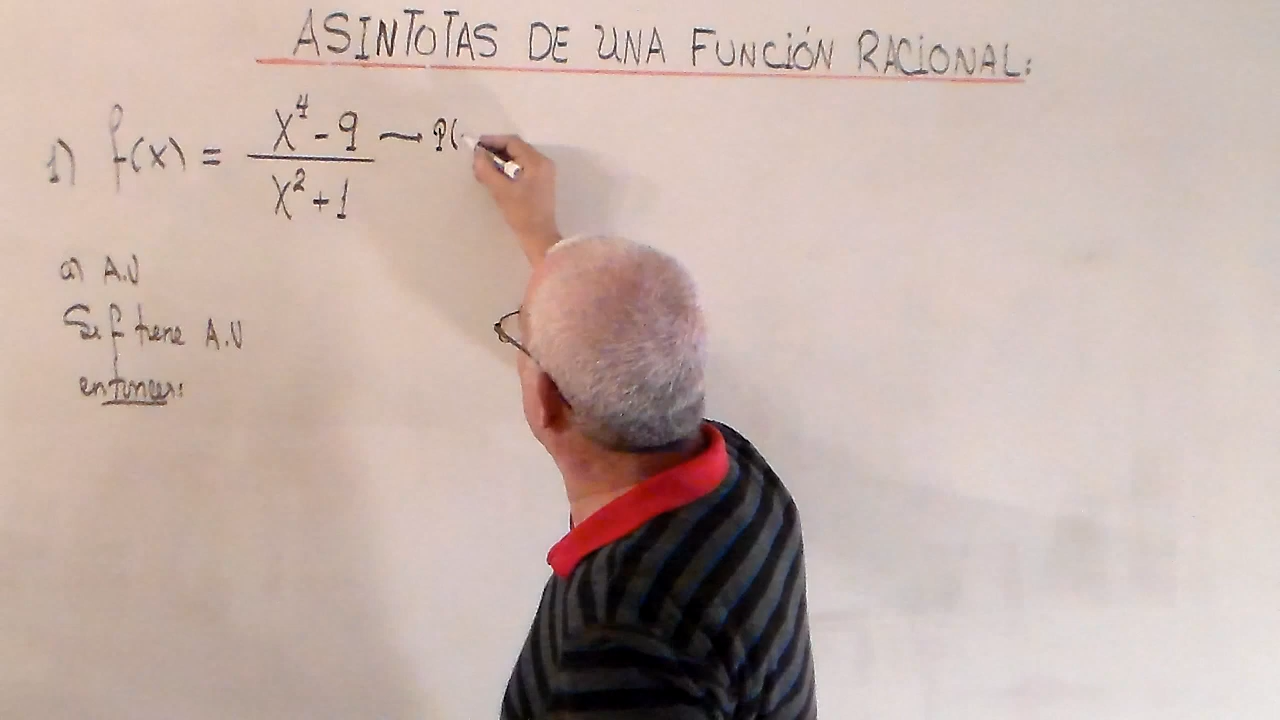 ASINTOTAS DE UNA FUNCIÓN RACIONAL:
1) f(x) = (x⁴-9)/(x²+1) — P(
a) A.V
Si f tiene A.V
entonces: